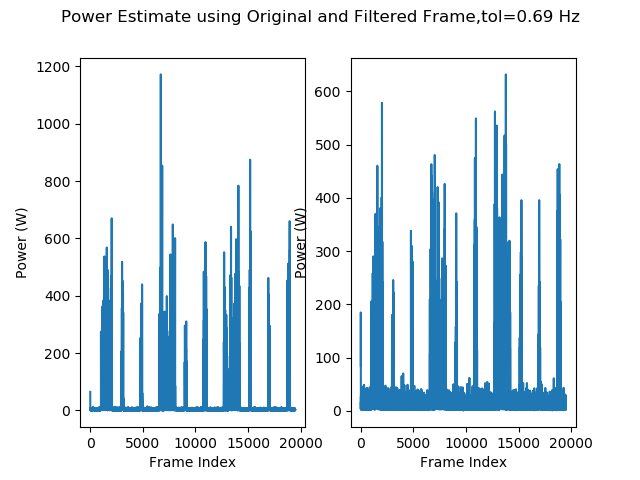 Power Estimate using Original and Filtered Frame,tol=0.69 Hz
1200
1000
800
600
400
200
0
Power (W)
0 5000 10000 15000 20000
Frame Index
600
500
400
300
200
100
0
Power (W)
0 5000 10000 15000 20000
Frame Index